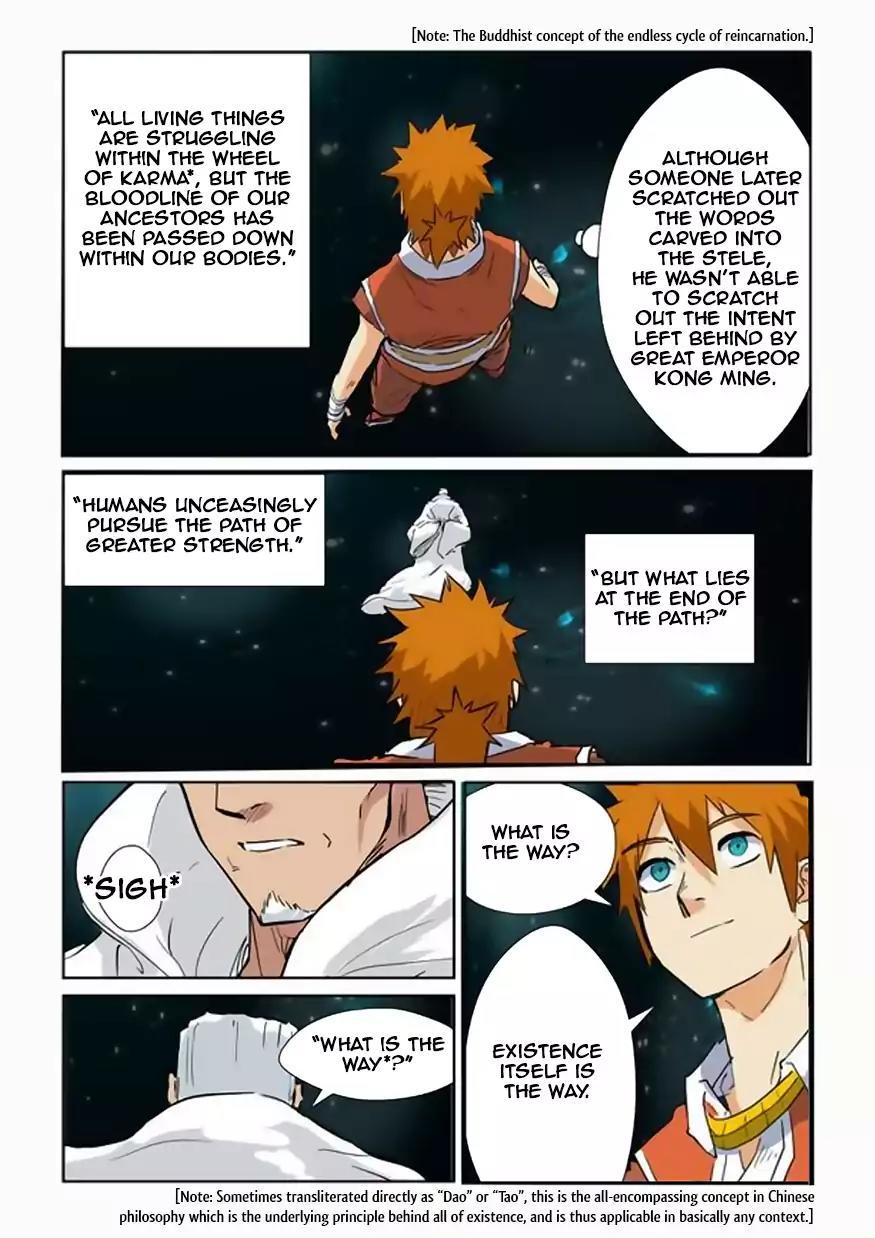 [Note: The Buddhist concept of the endless cycle of reincarnation.]
"ALL LIVING THINGS
ARE STRUGGLING
WITHIN THE WHEEL
OF KARMA*, BUT THE
BLOODLINE OF OUR
ANCESTORS HAS
BEEN PASSED DOWN
WITHIN OUR BODIES."
ALTHOUGH
SOMEONE LATER
SCRATCHED OUT
THE WORDS
CARVED INTO
THE STELE,
HE WASN'T ABLE
TO SCRATCH
OUT THE INTENT
LEFT BEHIND BY
GREAT EMPEROR
KONG MING.
"HUMANS UNCEASINGLY
PURSUE THE PATH OF
GREATER STRENGTH."
"BUT WHAT LIES
AT THE END OF
THE PATH?"
*SIGH*
"WHAT IS THE
WAY*?"
WHAT IS
THE WAY?
EXISTENCE
ITSELF IS
THE WAY.
[Note: Sometimes transliterated directly as "Dao" or "Tao", this is the all-encompassing concept in Chinese
philosophy which is the underlying principle behind all of existence, and is thus applicable in basically any context.]